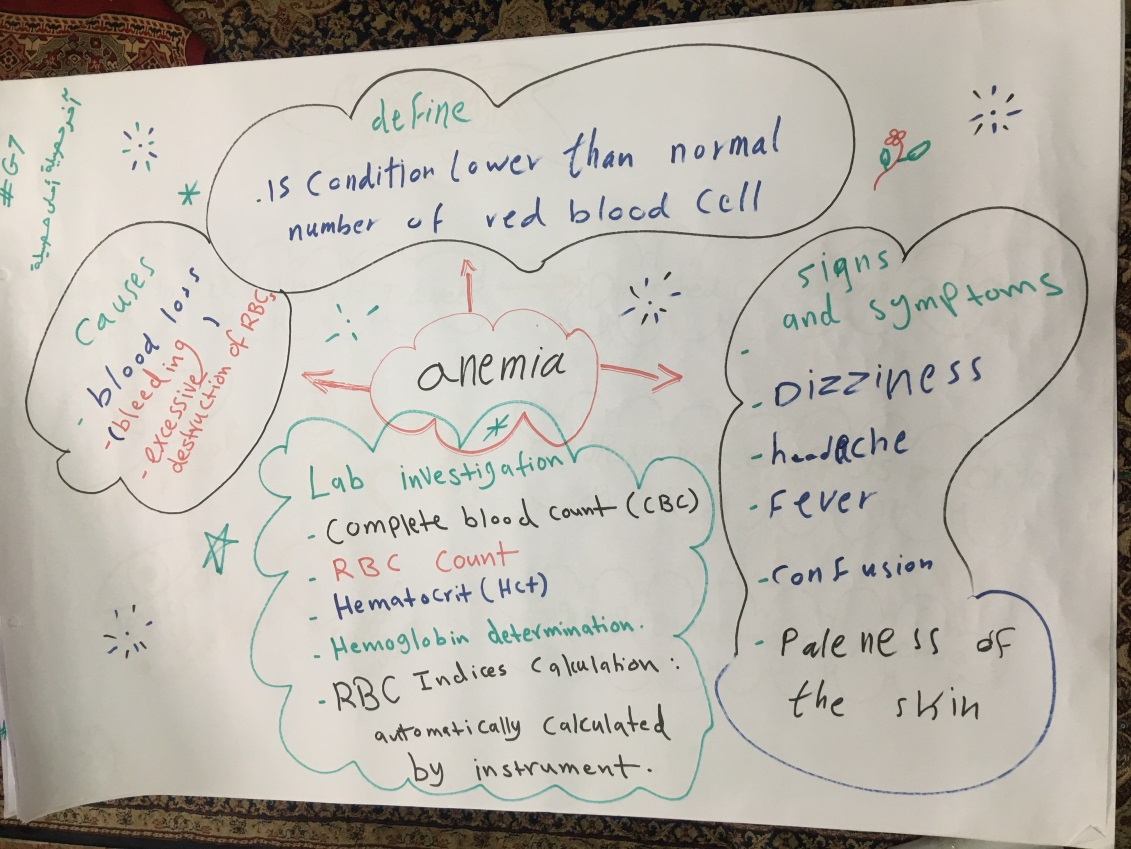 #G7
define
.is condition lower than normal
number of red blood cell
Causes
- blood loss
- (bleeding)
- excessive
destruction of RBCs
anemia
signs
and symptoms
- Dizziness
- headache
- Fever
- confusion
- Paleness of
the skin
Lab investigation
- Complete blood count (CBC)
- RBC Count
- Hematocrit (Hct)
- Hemoglobin determination.
- RBC Indices Calculation :
automatically calculated
by instrument.